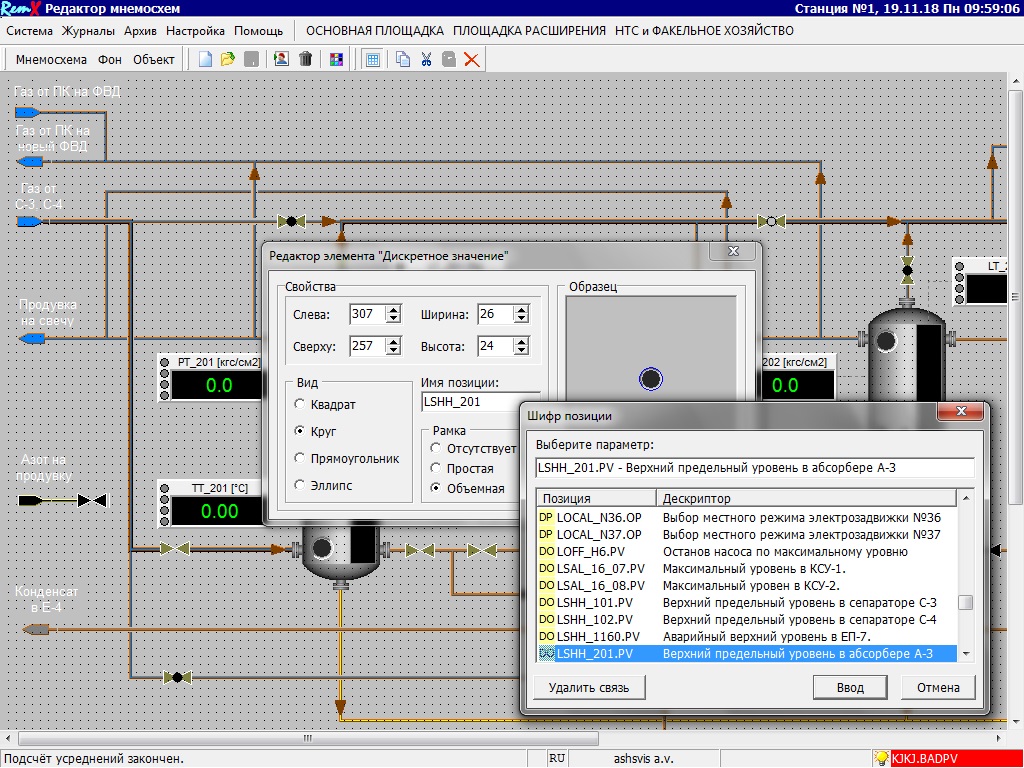 RemX Редактор мнемосхем
Станция №1, 19.11.18 Пн 09:59:06
Система Журналы Архив Настройка Помощь ОСНОВНАЯ ПЛОЩАДКА ПЛОЩАДКА РАСШИРЕНИЯ НТС и ФАКЕЛЬНОЕ ХОЗЯЙСТВО
Мнемосхема Фон Объект
Газ от ПК на ФВД
Газ от ПК на
новый ФВД
Газ от
С-3, С-4
Продувка
на свечу
PT_201 [кгс/см2]
0.0
Азот на
продувку
TT_201 [°C]
0.00
Конденсат
в Е-4
LT_2
202 [кгс/см2]
0.0
Редактор элемента "Дискретное значение"
Свойства
Слева: 307 Ширина: 26
Сверху: 257 Высота: 24
Образец
Вид
Квадрат
Круг
Прямоугольник
Эллипс
Имя позиции:
LSHH_201
Рамка
Отсутствует
Простая
Объемная
Шифр позиции
Выберите параметр:
LSHH_201.PV - Верхний предельный уровень в абсорбере А-3
Позиция Дескриптор
DP LOCAL_N36.OP Выбор местного режима электрозадвижки №36
DP LOCAL_N37.OP Выбор местного режима электрозадвижки №37
DO LOFF_H6.PV Останов насоса по максимальному уровню
DO LSAL_16_07.PV Максимальный уровень в КСУ-1.
DO LSAL_16_08.PV Максимальный уровен в КСУ-2.
DO LSHH_101.PV Верхний предельный уровень в сепараторе С-3
DO LSHH_102.PV Верхний предельный уровень в сепараторе С-4
DO LSHH_1160.PV Аварийный верхний уровень в ЕП-7.
DO LSHH_201.PV Верхний предельный уровень в абсорбере А-3
Удалить связь Ввод Отмена
Подсчёт усреднений закончен. RU ashsvis a.v. KJKJ.BADPV